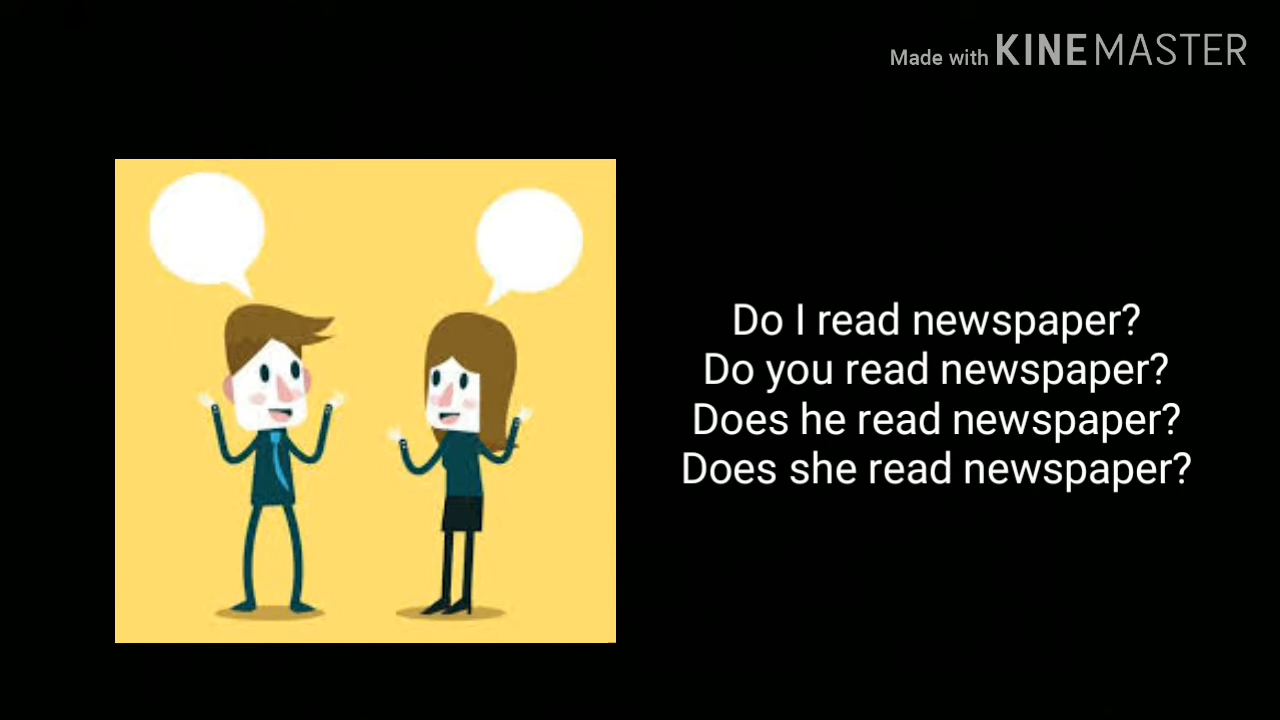 Made with KINEMASTER
Do I read newspaper?
Do you read newspaper?
Does he read newspaper?
Does she read newspaper?